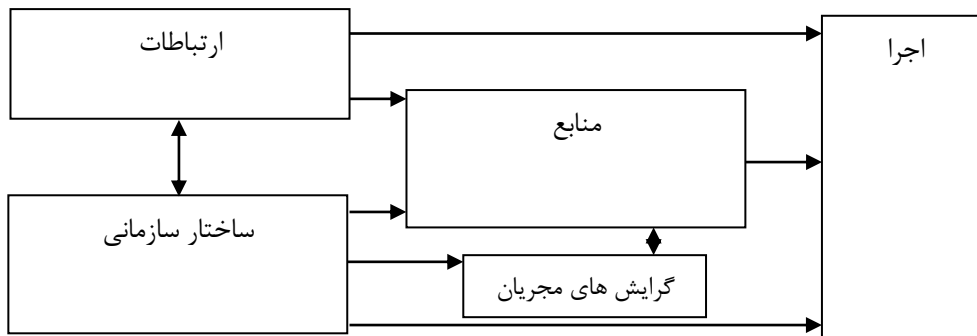 اجرا
ارتباطات
منابع
ساختار سازمانی
گرایش های مجریان